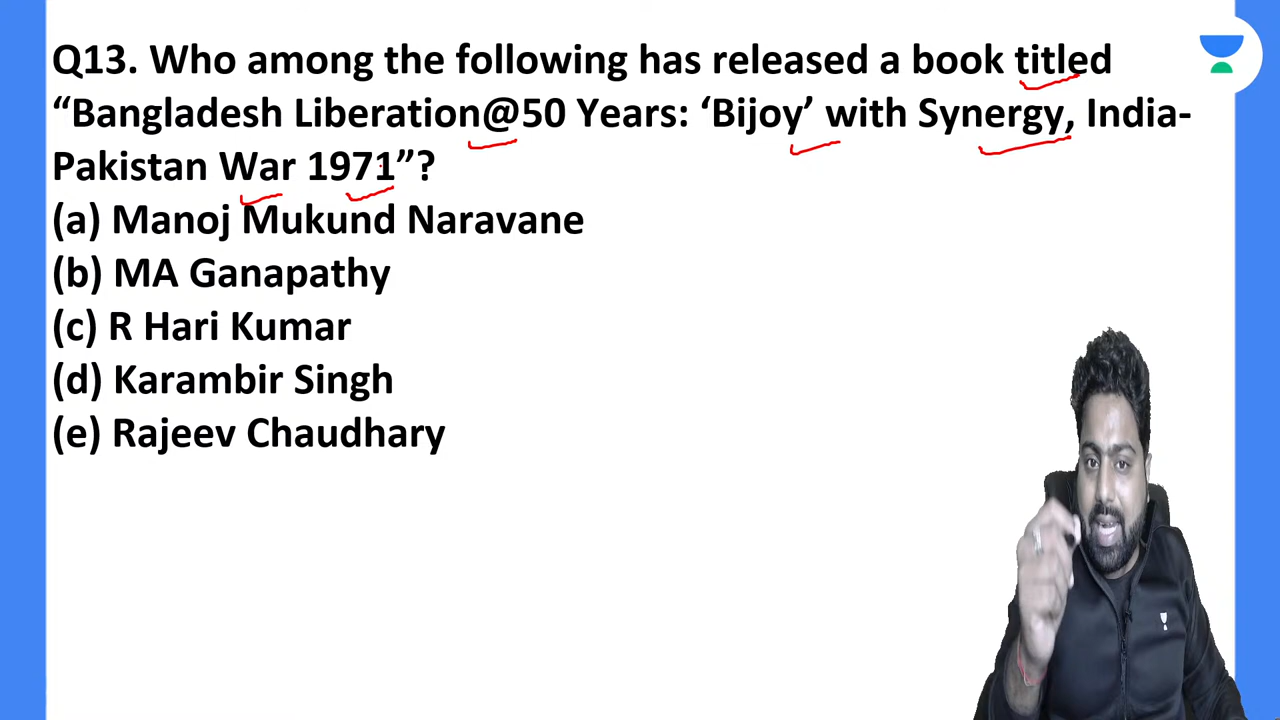 Q13. Who among the following has released a book titled
“Bangladesh Liberation@50 Years: ‘Bijoy’ with Synergy, India-
Pakistan War 1971”?
(a) Manoj Mukund Naravane
(b) MA Ganapathy
(c) R Hari Kumar
(d) Karambir Singh
(e) Rajeev Chaudhary